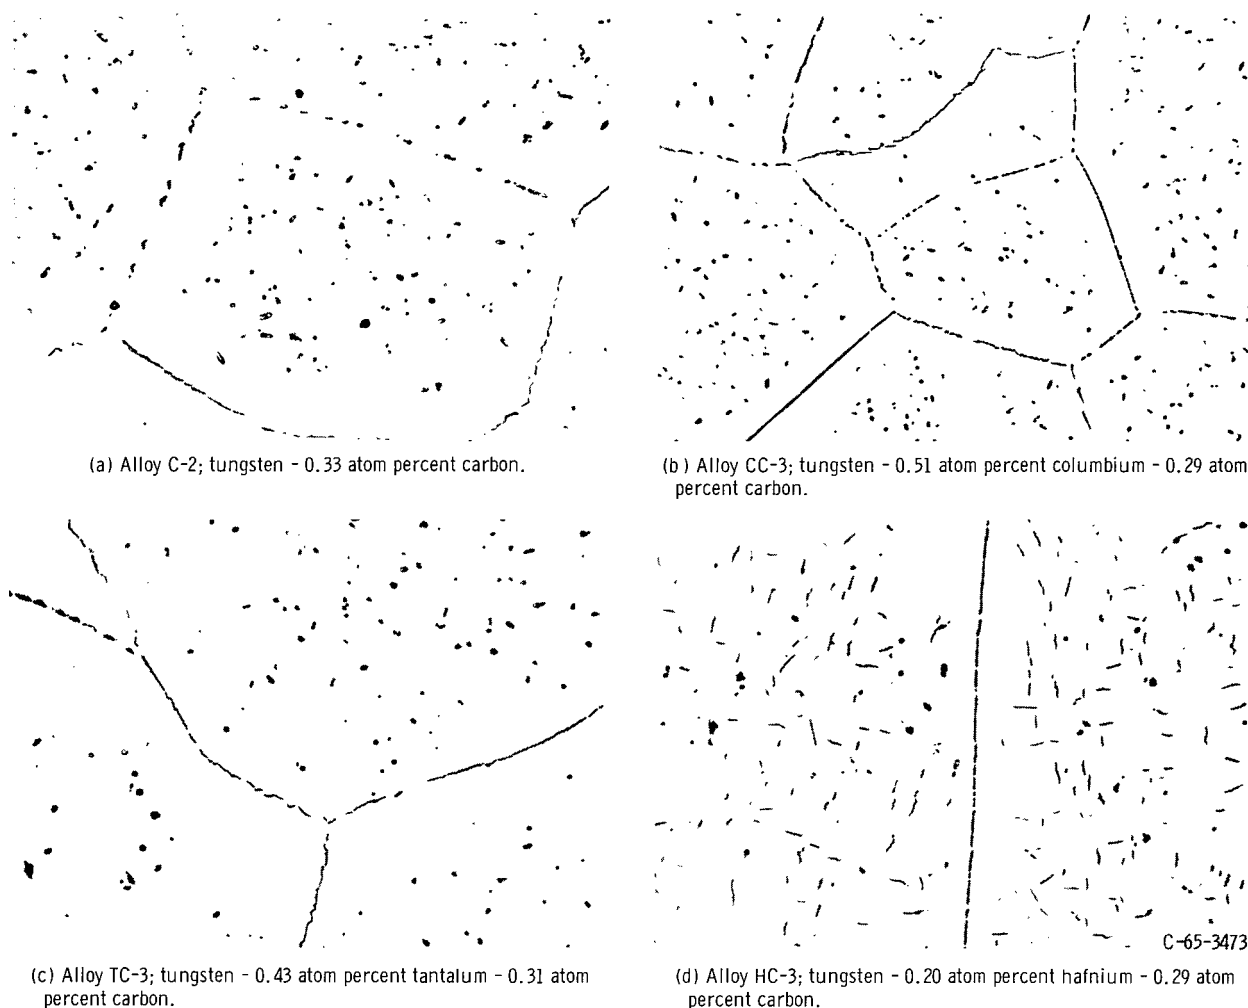 (a) Alloy C-2; tungsten - 0.33 atom percent carbon.
(b) Alloy CC-3; tungsten - 0.51 atom percent columbium - 0.29 atom
percent carbon.
(c) Alloy TC-3; tungsten - 0.43 atom percent tantalum - 0.31 atom
percent carbon.
C-65-3473
(d) Alloy HC-3; tungsten - 0.20 atom percent hafnium - 0.29 atom
percent carbon.